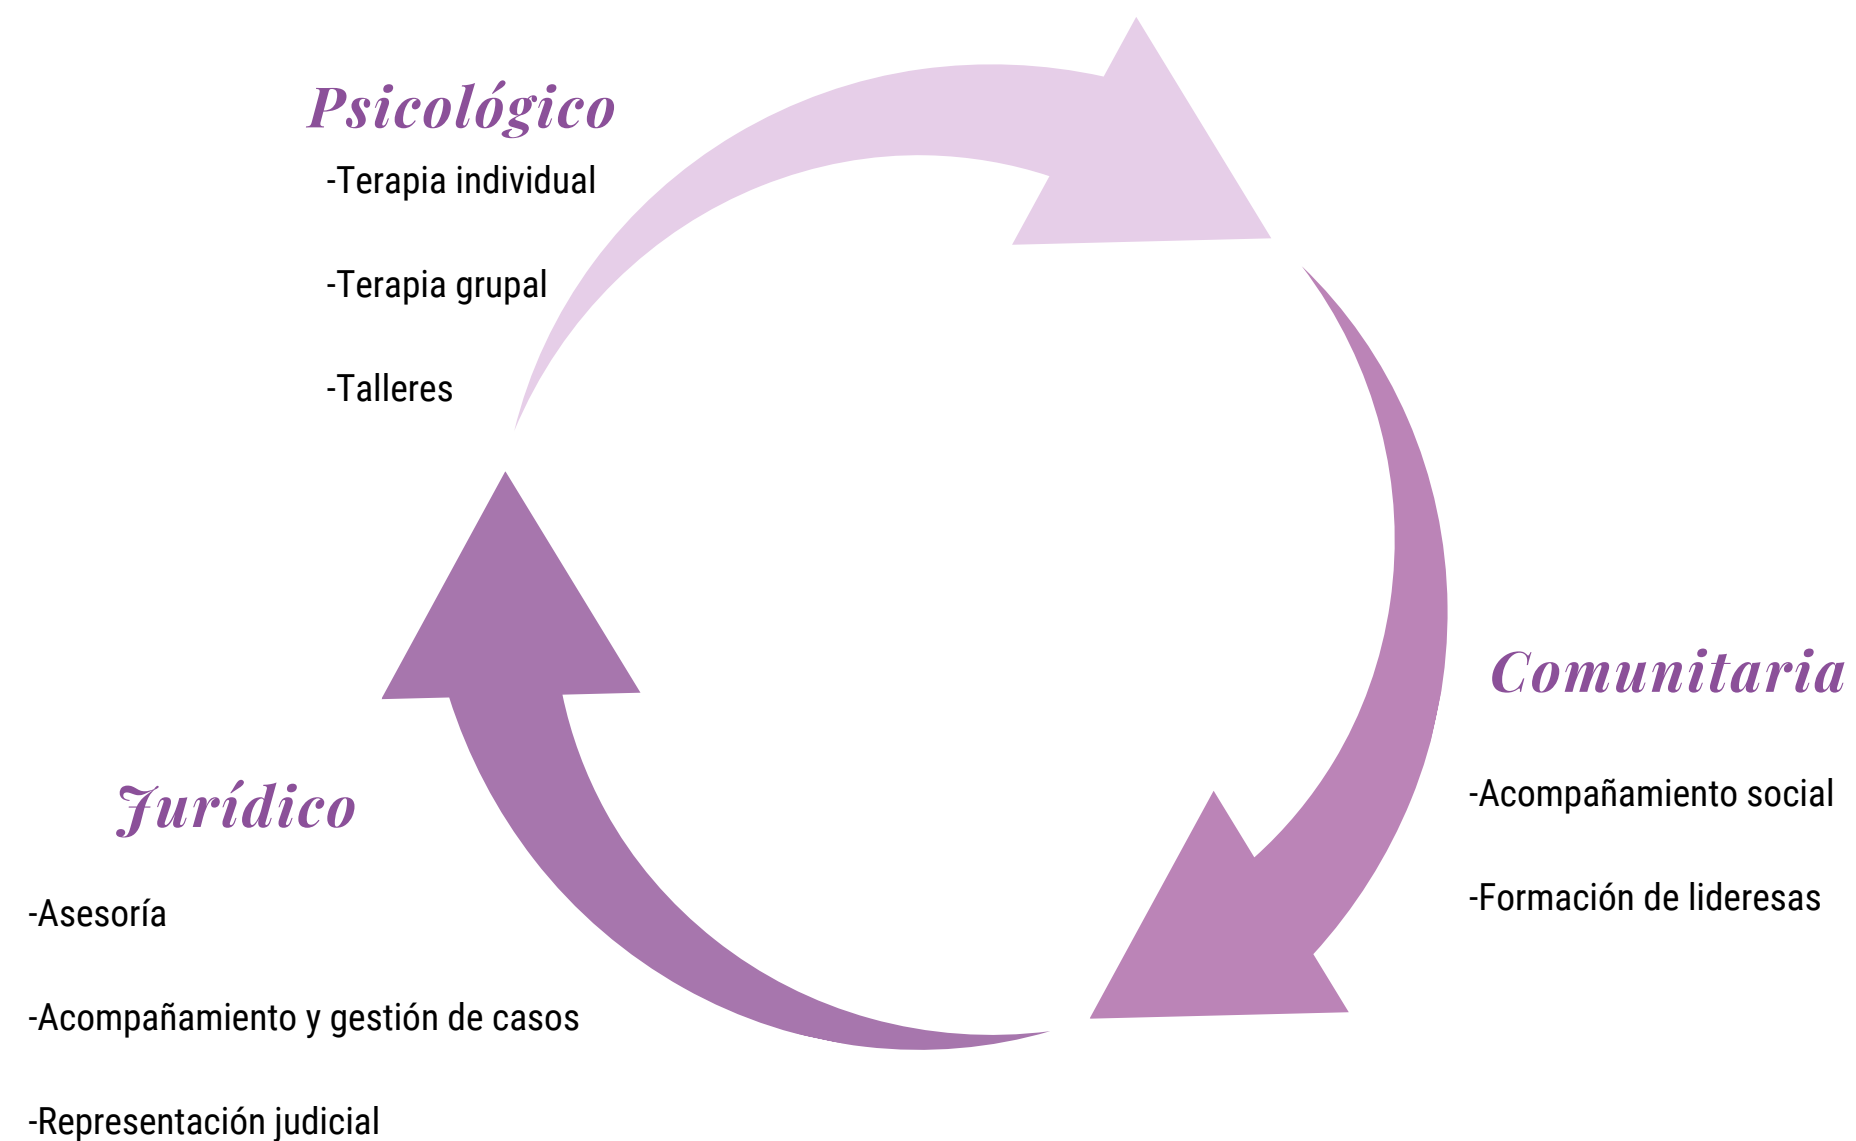 Psicológico
-Terapia individual
-Terapia grupal
-Talleres
Comunitaria
-Acompañamiento social
-Formación de lideresas
Jurídico
-Asesoría
-Acompañamiento y gestión de casos
-Representación judicial